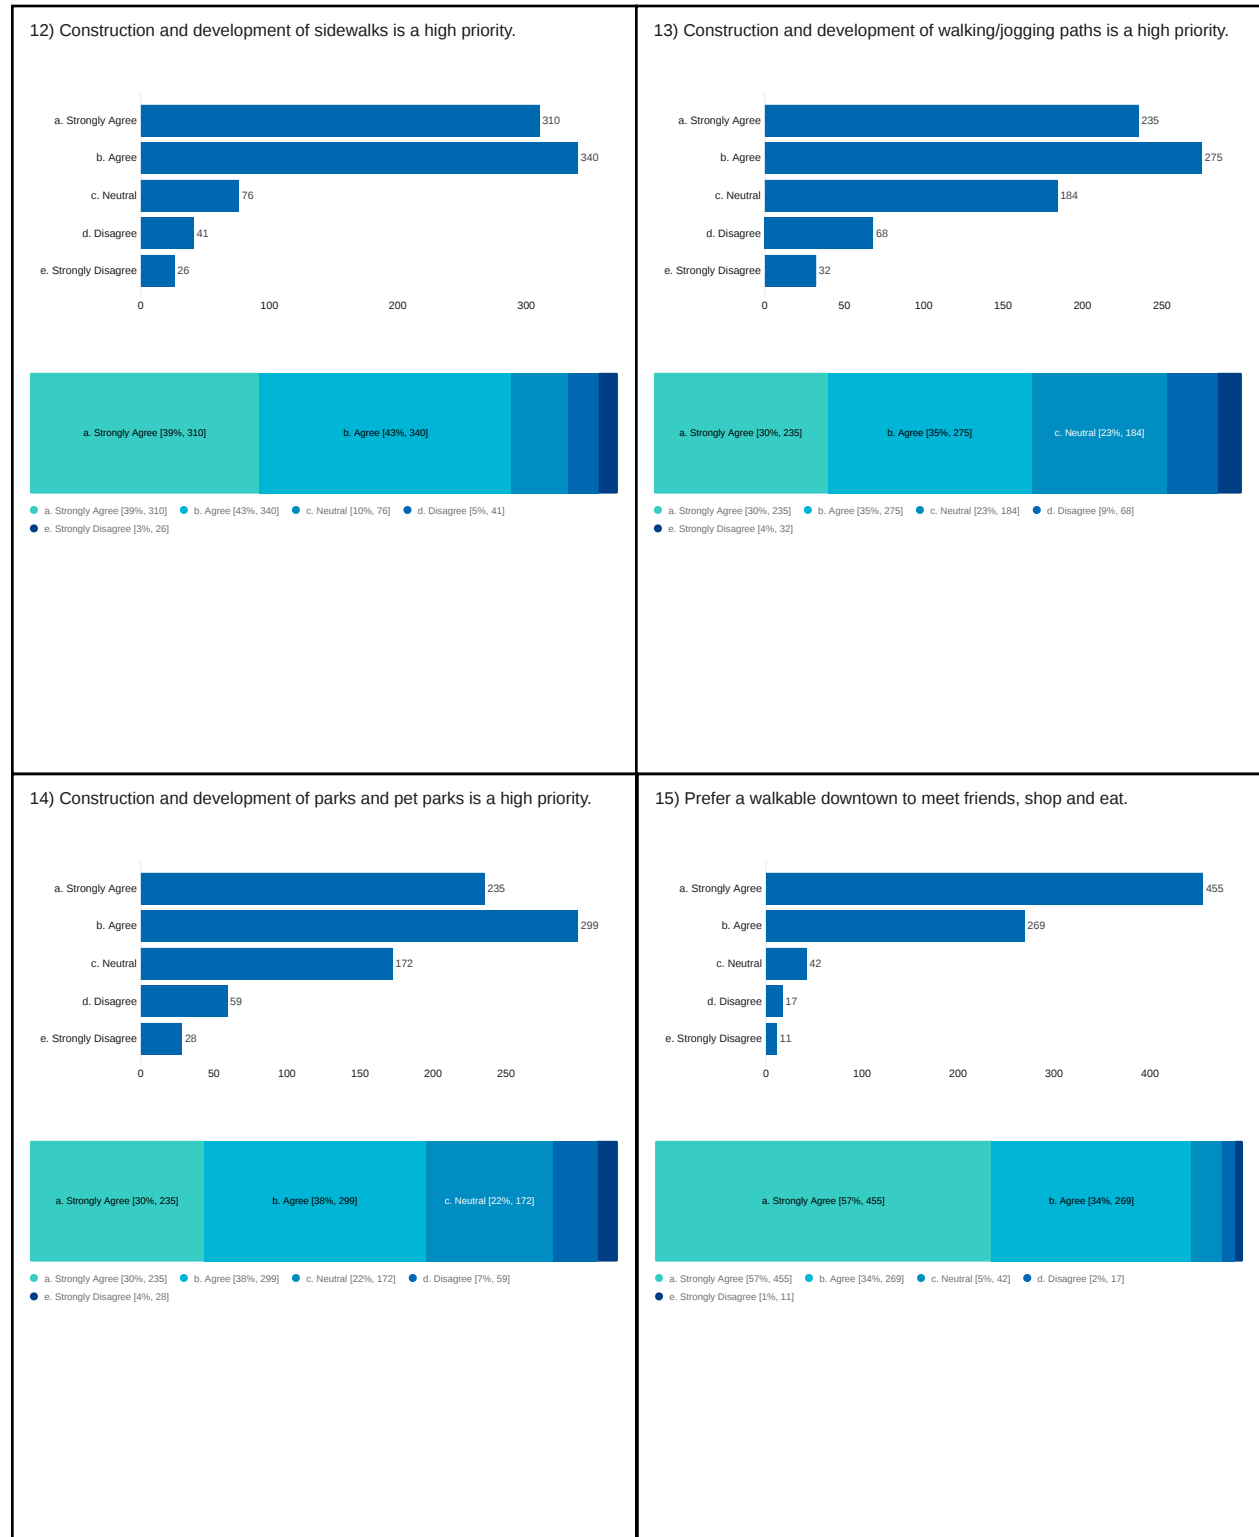 12) Construction and development of sidewalks is a high priority.
a. Strongly Agree
310
b. Agree
340
c. Neutral
76
d. Disagree
41
e. Strongly Disagree
26
0 100 200 300
a. Strongly Agree [39%, 310] b. Agree [43%, 340]
a. Strongly Agree [39%, 310] b. Agree [43%, 340] c. Neutral [10%, 76] d. Disagree [5%, 41]
e. Strongly Disagree [3%, 26]
13) Construction and development of walking/jogging paths is a high priority.
a. Strongly Agree
235
b. Agree
275
c. Neutral
184
d. Disagree
68
e. Strongly Disagree
32
0 50 100 150 200 250
a. Strongly Agree [30%, 235] b. Agree [35%, 275] c. Neutral [23%, 184]
a. Strongly Agree [30%, 235] b. Agree [35%, 275] c. Neutral [23%, 184] d. Disagree [9%, 68]
e. Strongly Disagree [4%, 32]
14) Construction and development of parks and pet parks is a high priority.
a. Strongly Agree
235
b. Agree
299
c. Neutral
172
d. Disagree
59
e. Strongly Disagree
28
0 50 100 150 200 250
a. Strongly Agree [30%, 235] b. Agree [38%, 299] c. Neutral [22%, 172]
a. Strongly Agree [30%, 235] b. Agree [38%, 299] c. Neutral [22%, 172] d. Disagree [7%, 59]
e. Strongly Disagree [4%, 28]
15) Prefer a walkable downtown to meet friends, shop and eat.
a. Strongly Agree
455
b. Agree
269
c. Neutral
42
d. Disagree
17
e. Strongly Disagree
11
0 100 200 300 400
a. Strongly Agree [57%, 455] b. Agree [34%, 269]
a. Strongly Agree [57%, 455] b. Agree [34%, 269] c. Neutral [5%, 42] d. Disagree [2%, 17]
e. Strongly Disagree [1%, 11]